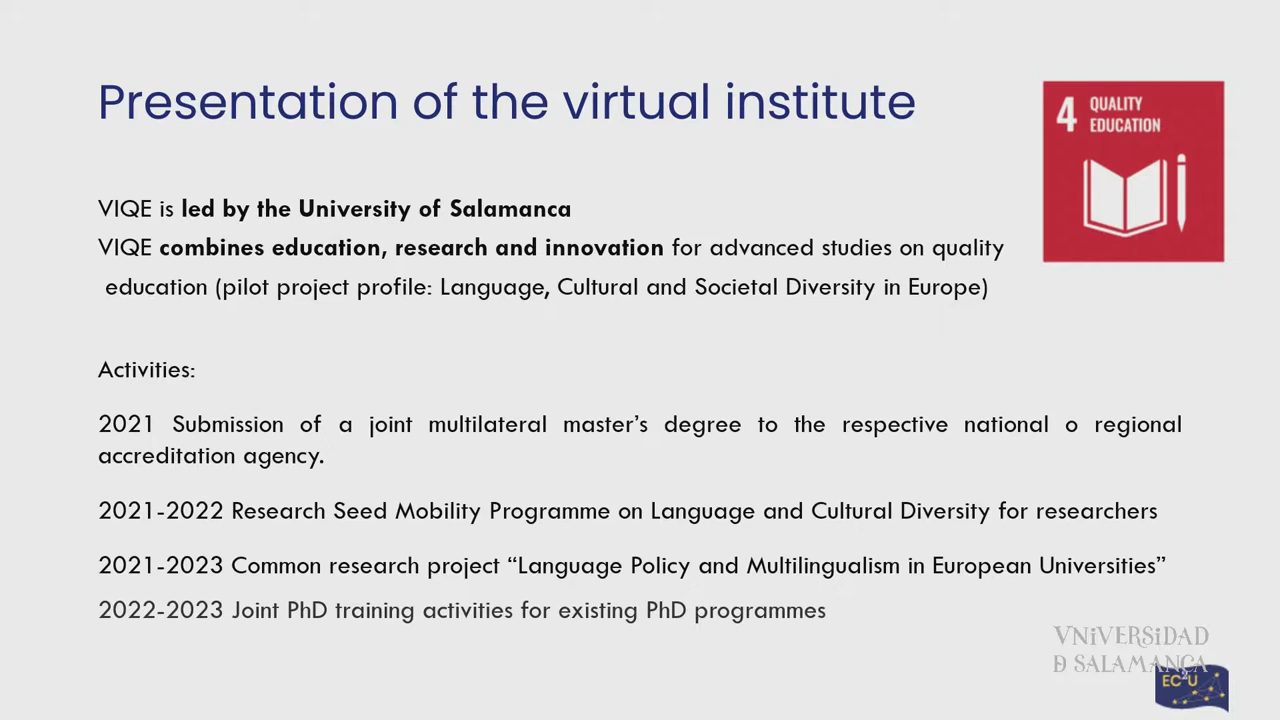 Presentation of the virtual institute
4 QUALITY
EDUCATION
VIQE is led by the University of Salamanca
VIQE combines education, research and innovation for advanced studies on quality
education (pilot project profile: Language, Cultural and Societal Diversity in Europe)
Activities:
2021 Submission of a joint multilateral master's degree to the respective national o regional
accreditation agency.
2021-2022 Research Seed Mobility Programme on Language and Cultural Diversity for researchers
2021-2023 Common research project “Language Policy and Multilingualism in European Universities”
2022-2023 Joint PhD training activities for existing PhD programmes
VNiVERSiDAD
Ð SALAMANCA
EC2U